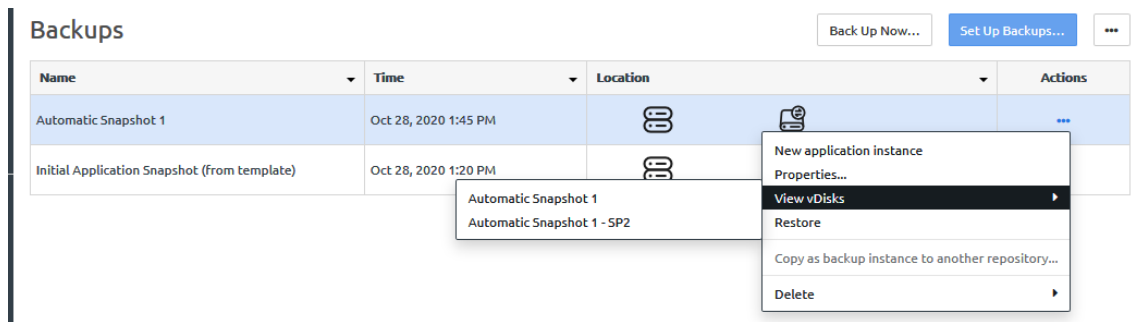 Backups
Back Up Now...
Set Up Backups...
•••
Name
Time
Location
Actions
Automatic Snapshot 1
Oct 28, 2020 1:45 PM
•••
Initial Application Snapshot (from template)
Oct 28, 2020 1:20 PM
New application instance
Properties...
View vDisks
Restore
Copy as backup instance to another repository...
Delete
Automatic Snapshot 1
Automatic Snapshot 1 - SP2